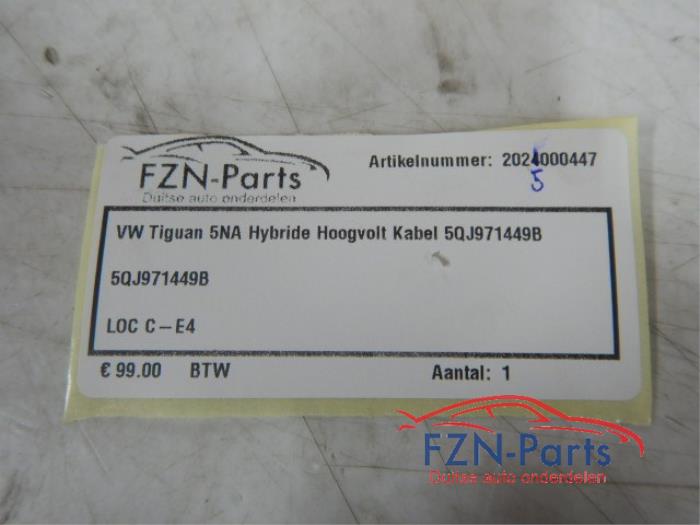 FZN-Parts
Duitse auto onderdelen
Artikelnummer: 2024000447
5
VW Tiguan 5NA Hybride Hoogvolt Kabel 5QJ971449B
5QJ971449B
LOC C-E4
€ 99.00 BTW
Aantal: 1
FZN-Parts
Duitse auto onderdelen